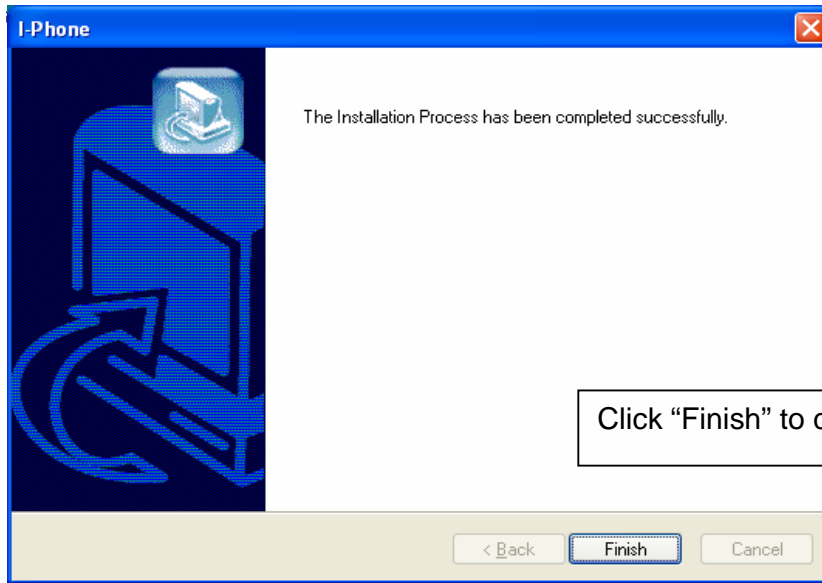 I-Phone
The Installation Process has been completed successfully.
Click “Finish” to
< Back
Finish
Cancel